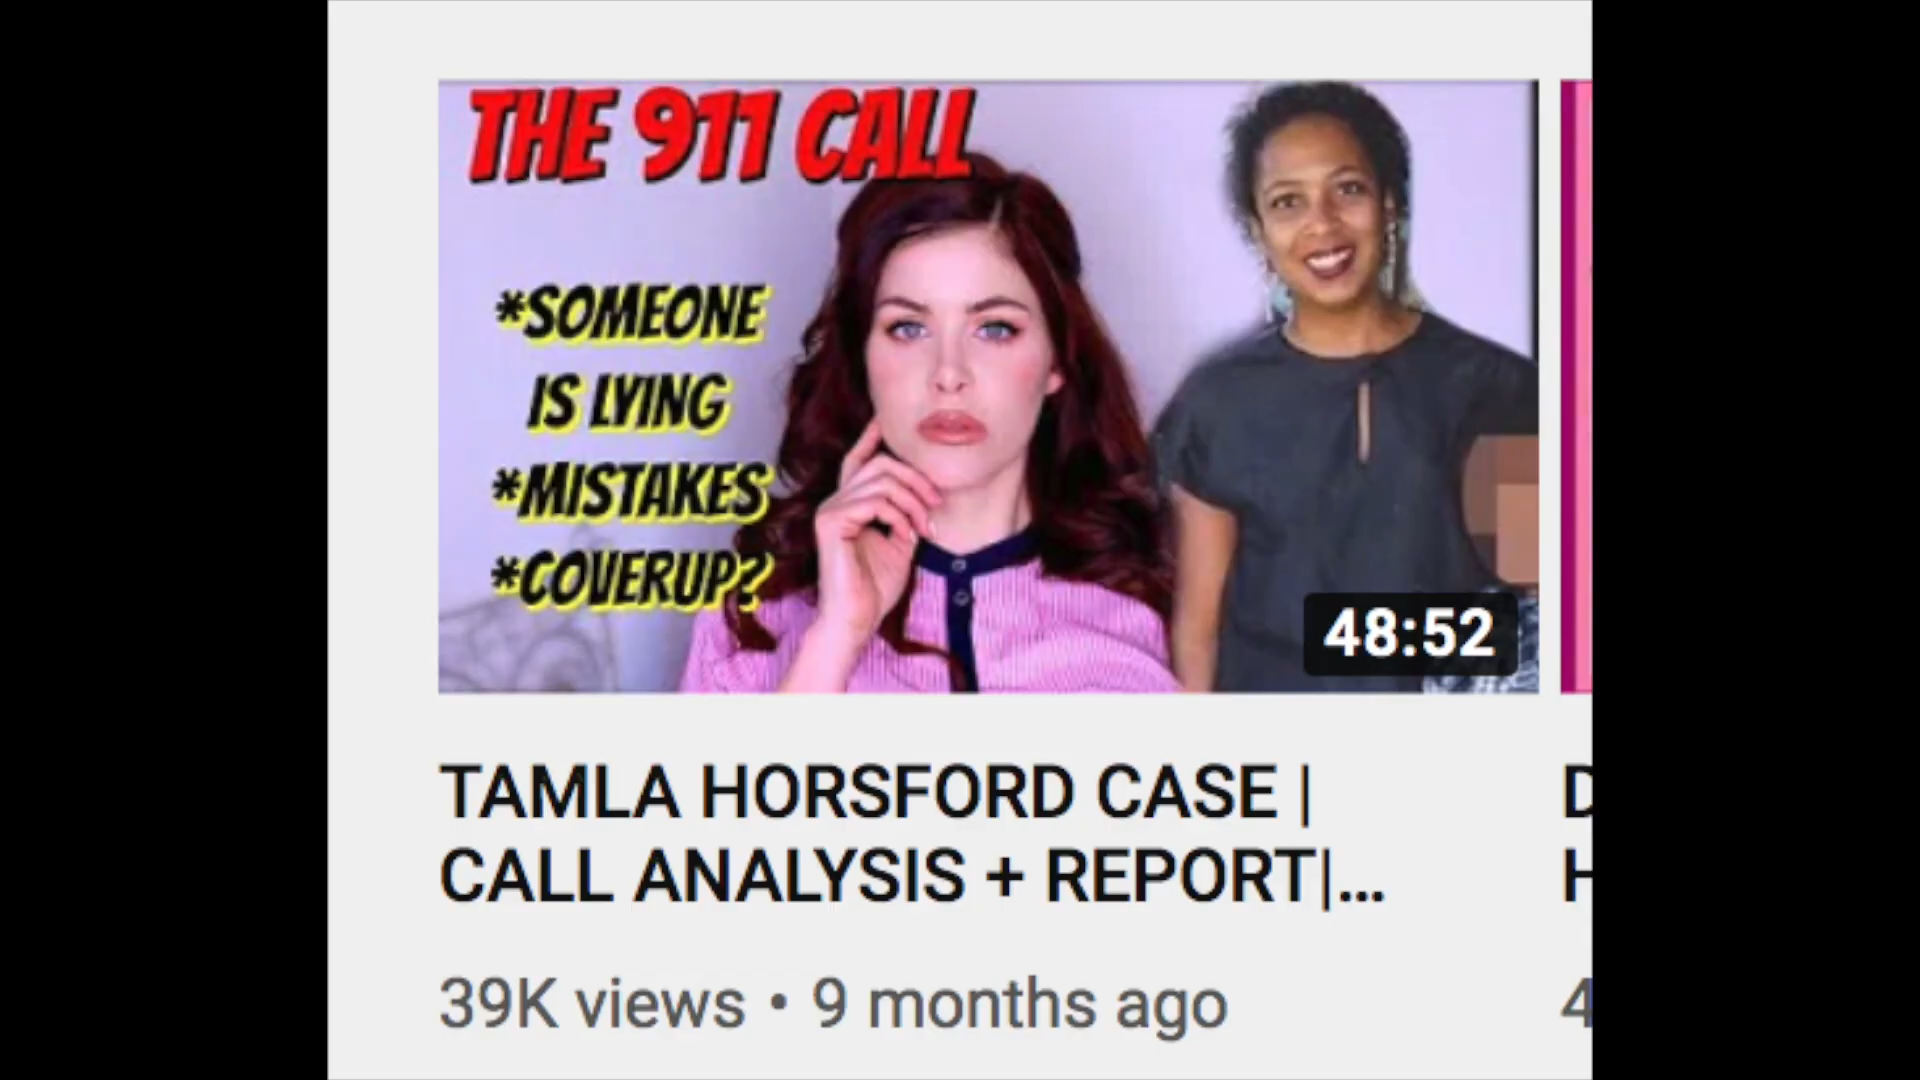 THE 911 CALL
*SOMEONE
IS LYING
*MISTAKES
*COVERUP?
48:52
TAMLA HORSFORD CASE |
CALL ANALYSIS + REPORT|...
39K views • 9 months ago
D
H
4